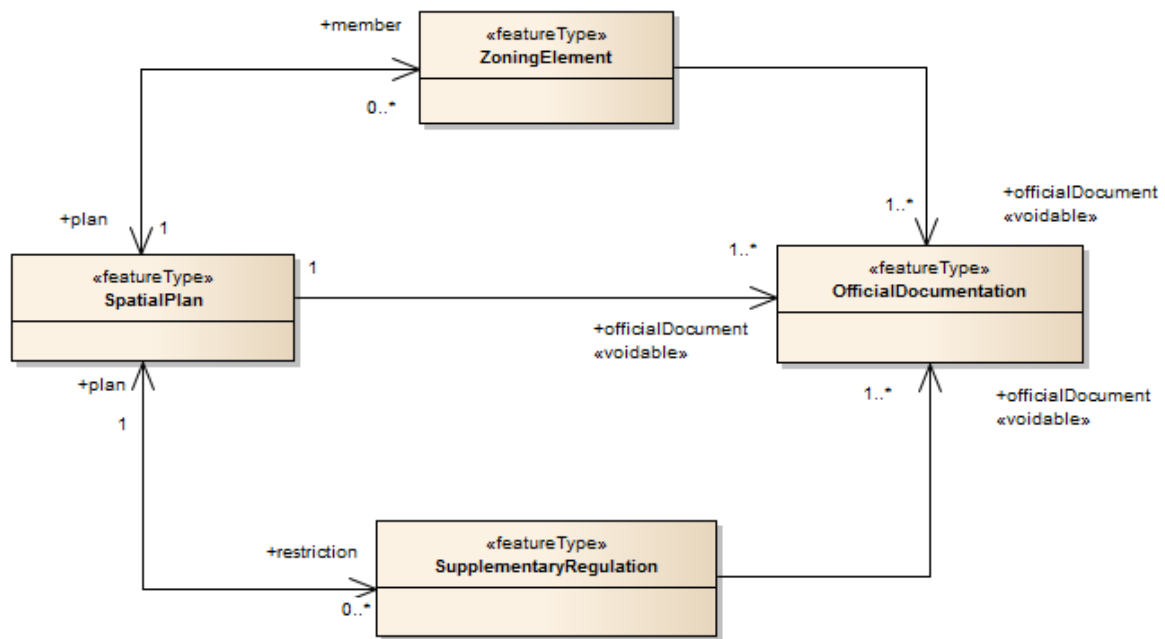 +member
«featureType»
ZoningElement
0..*
+officialDocument
1..*
«voidable»
+plan
1
«featureType»
SpatialPlan
1
1..*
«featureType»
OfficialDocumentation
+officialDocument
«voidable»
+plan
1
1..*
+officialDocument
«voidable»
+restriction
«featureType»
SupplementaryRegulation
0..*